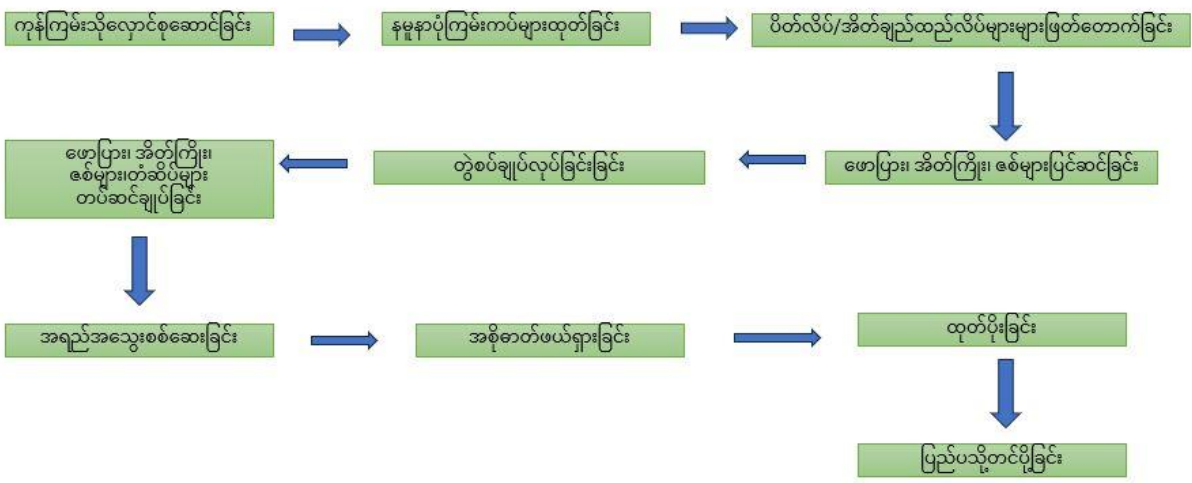 ကုန်ကြမ်းသိုလှောင်စုဆောင်ခြင်း
နမူနာပုံကြမ်းကပ်များထုတ်ခြင်း
ပိတ်လိပ်/အိတ်ချည်ထည်လိပ်များများဖြတ်တောက်ခြင်း
ဖောပြား၊ အိတ်ကြိုး၊ ဇစ်များပြင်ဆင်ခြင်း
တွဲစပ်ချုပ်လုပ်ခြင်းခြင်း
ဖောပြား၊ အိတ်ကြိုး၊
ဇစ်များ၊တံဆိပ်များ
တပ်ဆင်ချုပ်ခြင်း
အရည်အသွေးစစ်ဆေးခြင်း
အစိုဓာတ်ဖယ်ရှားခြင်း
ထုတ်ပိုးခြင်း
ပြည်ပသို့တင်ပို့ခြင်း